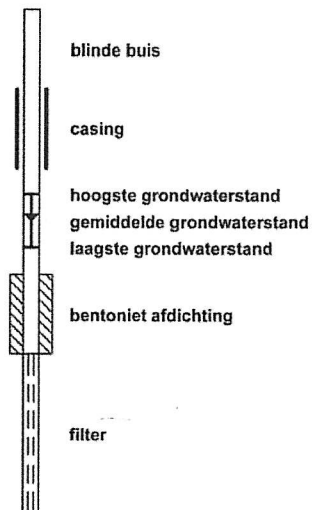 blinde buis
casing
hoogste grondwaterstand
gemiddelde grondwaterstand
laagste grondwaterstand
bentoniet afdichting
filter